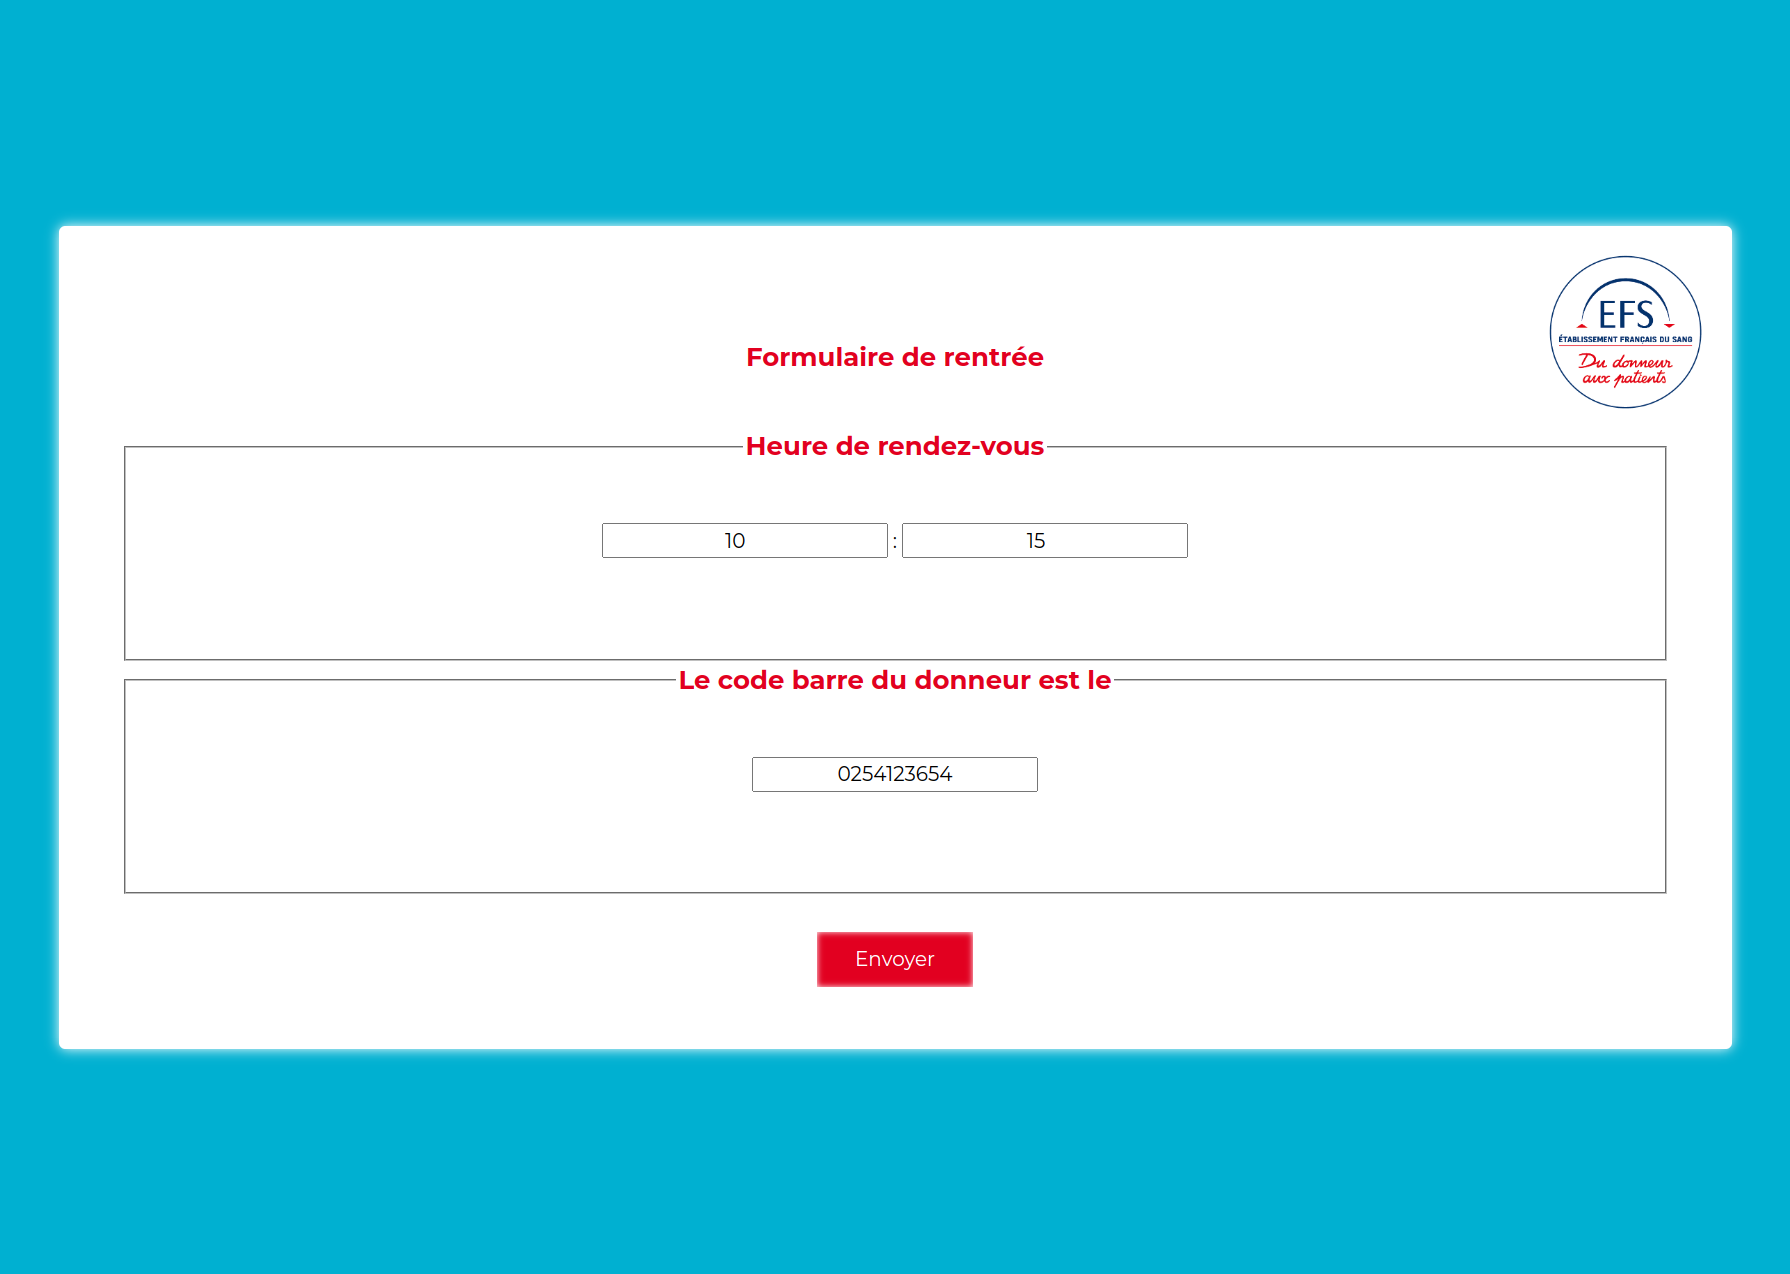 EFS
ÉTABLISSEMENT FRANÇAIS DU SANG
Du donneur
aux patients
Formulaire de rentrée
Heure de rendez-vous
10 : 15
Le code barre du donneur est le
0254123654
Envoyer